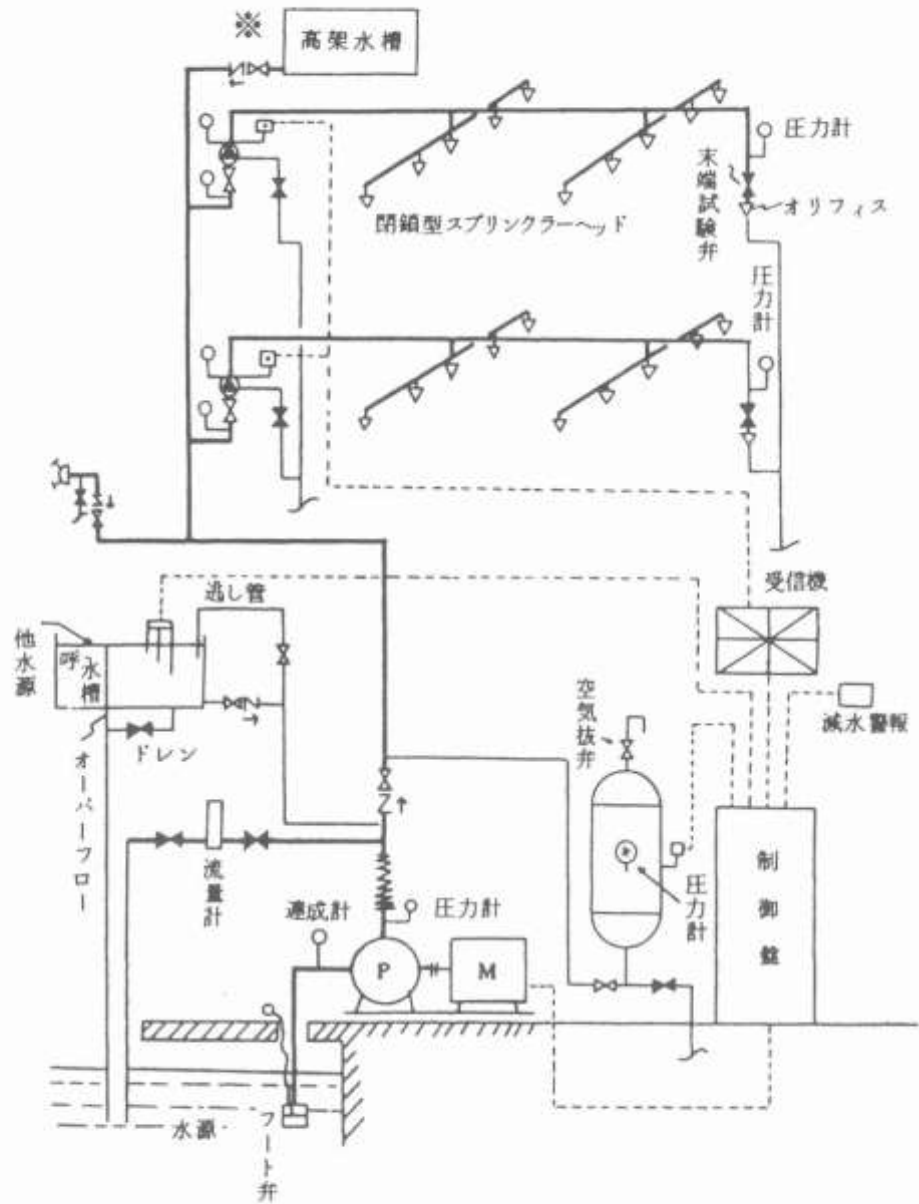 ※
高架水槽
圧力計
末端試験弁
オリフィス
閉鎖型スプリンクラーヘッド
圧力計
受信機
逃し管
他水源
呼水槽
空気抜弁
減水警報
ドレン
オーバーフロー
流量計
連成計
圧力計
圧力計
制御盤
P
M
水源
フート弁